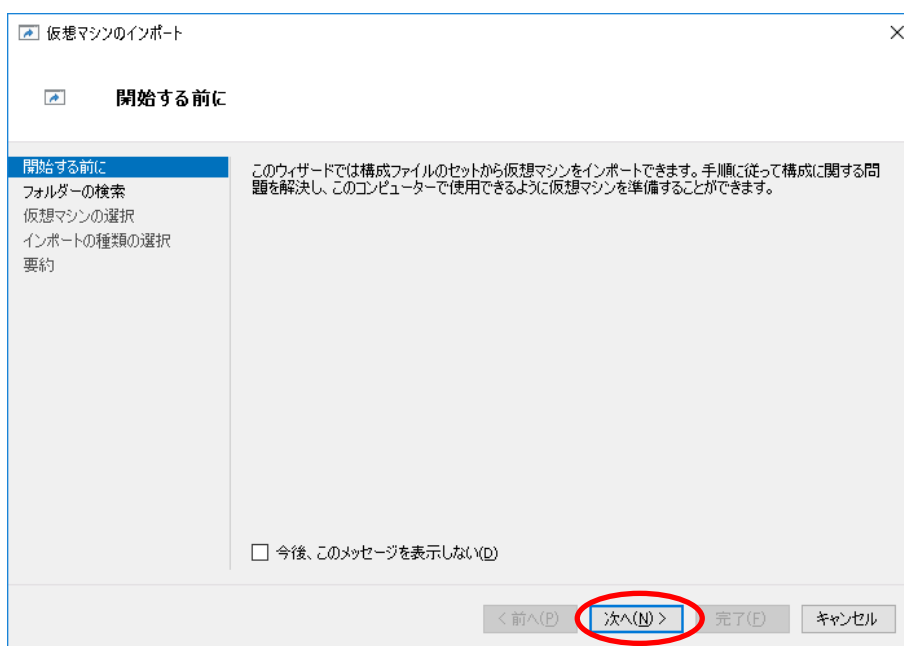 仮想マシンのインポート
開始する前に
開始する前に
フォルダーの検索
仮想マシンの選択
インポートの種類の選択
要約
このウィザードでは構成ファイルのセットから仮想マシンをインポートできます。手順に従って構成に関する問
題を解決し、このコンピューターで使用できるように仮想マシンを準備することができます。
今後、このメッセージを表示しない(D)
< 前へ(P)
次へ(N) >
完了(F)
キャンセル